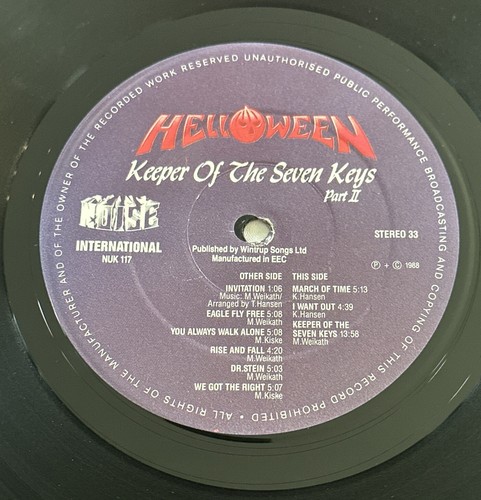 ALL RIGHTS OF THE MANUFACTURER AND OF THE OWNER OF THE RECORDED WORK RESERVED UNAUTHORISED PUBLIC PERFORMANCE BROADCASTING AND COPYING OF THIS RECORD PROHIBITED •
HELLOWEEN
Keeper Of The Seven Keys
Part II
NOISE
INTERNATIONAL
NUK 117
STEREO 33
Published by Wintrup Songs Ltd
Manufactured in EEC
Ⓟ + © 1988
OTHER SIDE
INVITATION 1:06
Music: M.Weikath/
Arranged by T.Hansen
EAGLE FLY FREE 5:08
M.Weikath
YOU ALWAYS WALK ALONE 5:08
M.Kiske
RISE AND FALL 4:20
M.Weikath
DR.STEIN 5:03
M.Weikath
WE GOT THE RIGHT 5:07
M.Kiske
THIS SIDE
MARCH OF TIME 5:13
K.Hansen
I WANT OUT 4:39
K.Hansen
KEEPER OF THE
SEVEN KEYS 13:58
M.Weikath